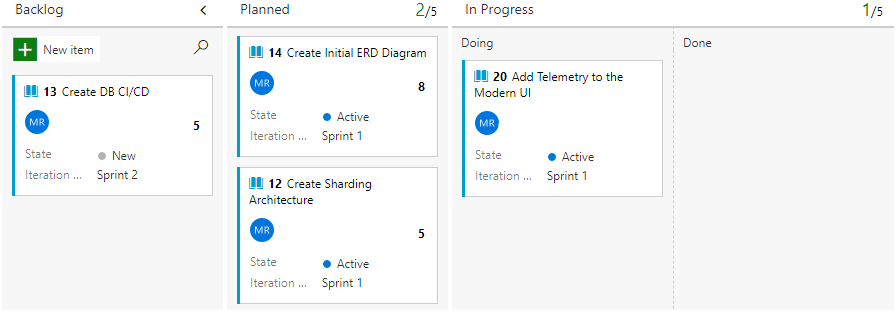 Backlog
New item
13 Create DB CI/CD
MR
5
State New
Iteration ... Sprint 2
Planned 2/5
14 Create Initial ERD Diagram
MR
8
State Active
Iteration ... Sprint 1
12 Create Sharding
Architecture
MR
5
State Active
Iteration ... Sprint 1
In Progress 1/5
Doing
20 Add Telemetry to the
Modern UI
MR
State Active
Iteration ... Sprint 1
Done